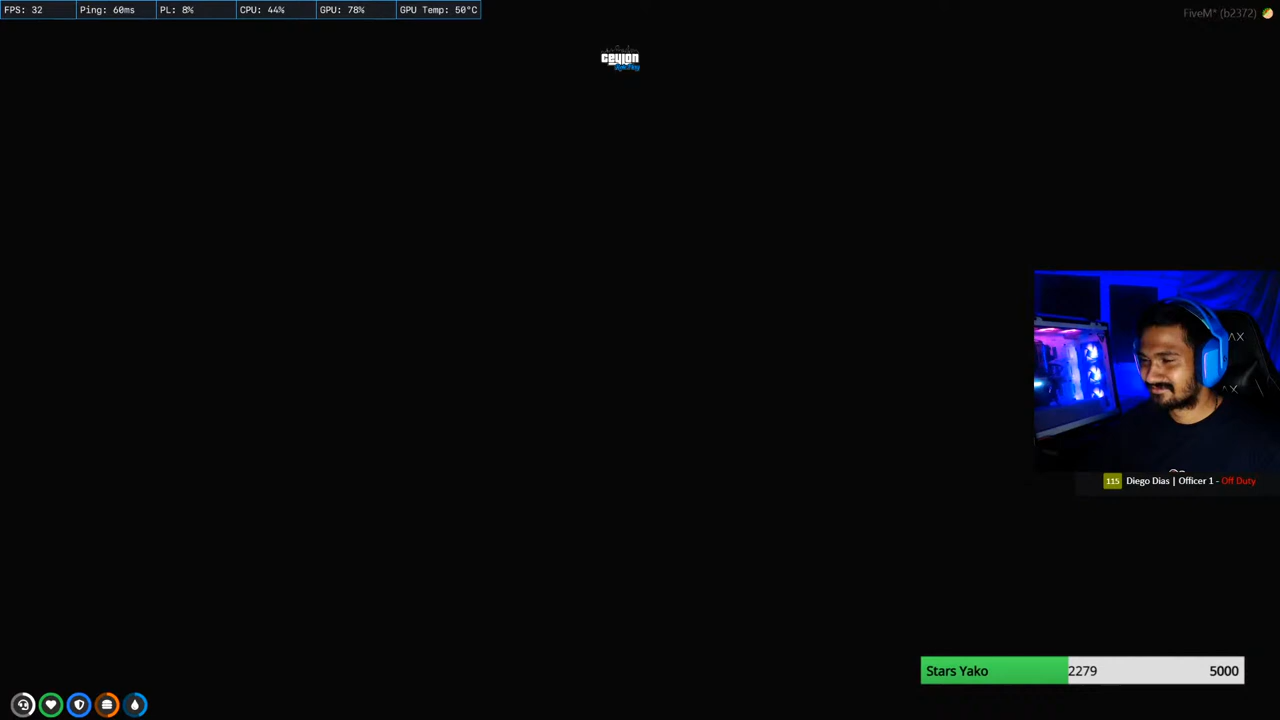 FPS: 32 Ping: 60ms PL: 8% CPU: 44% GPU: 78% GPU Temp: 50°C
FiveM* (b2372)
CEYLON
115 Diego Dias | Officer 1 - Off Duty
Stars Yako 2279 5000